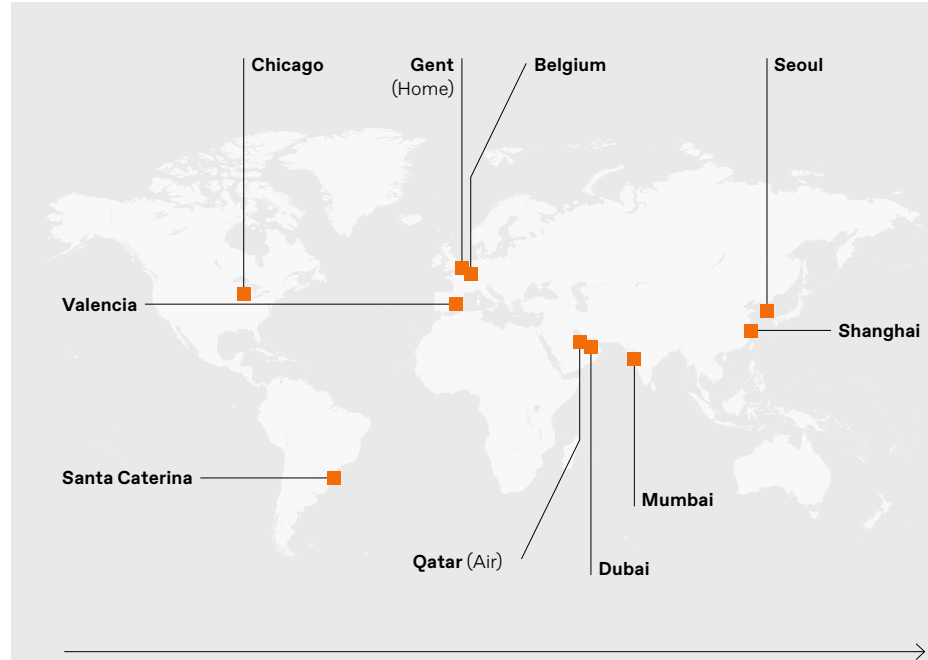 Chicago
Gent
(Home)
Belgium
Seoul
Valencia
Shanghai
Santa Caterina
Mumbai
Qatar (Air)
Dubai